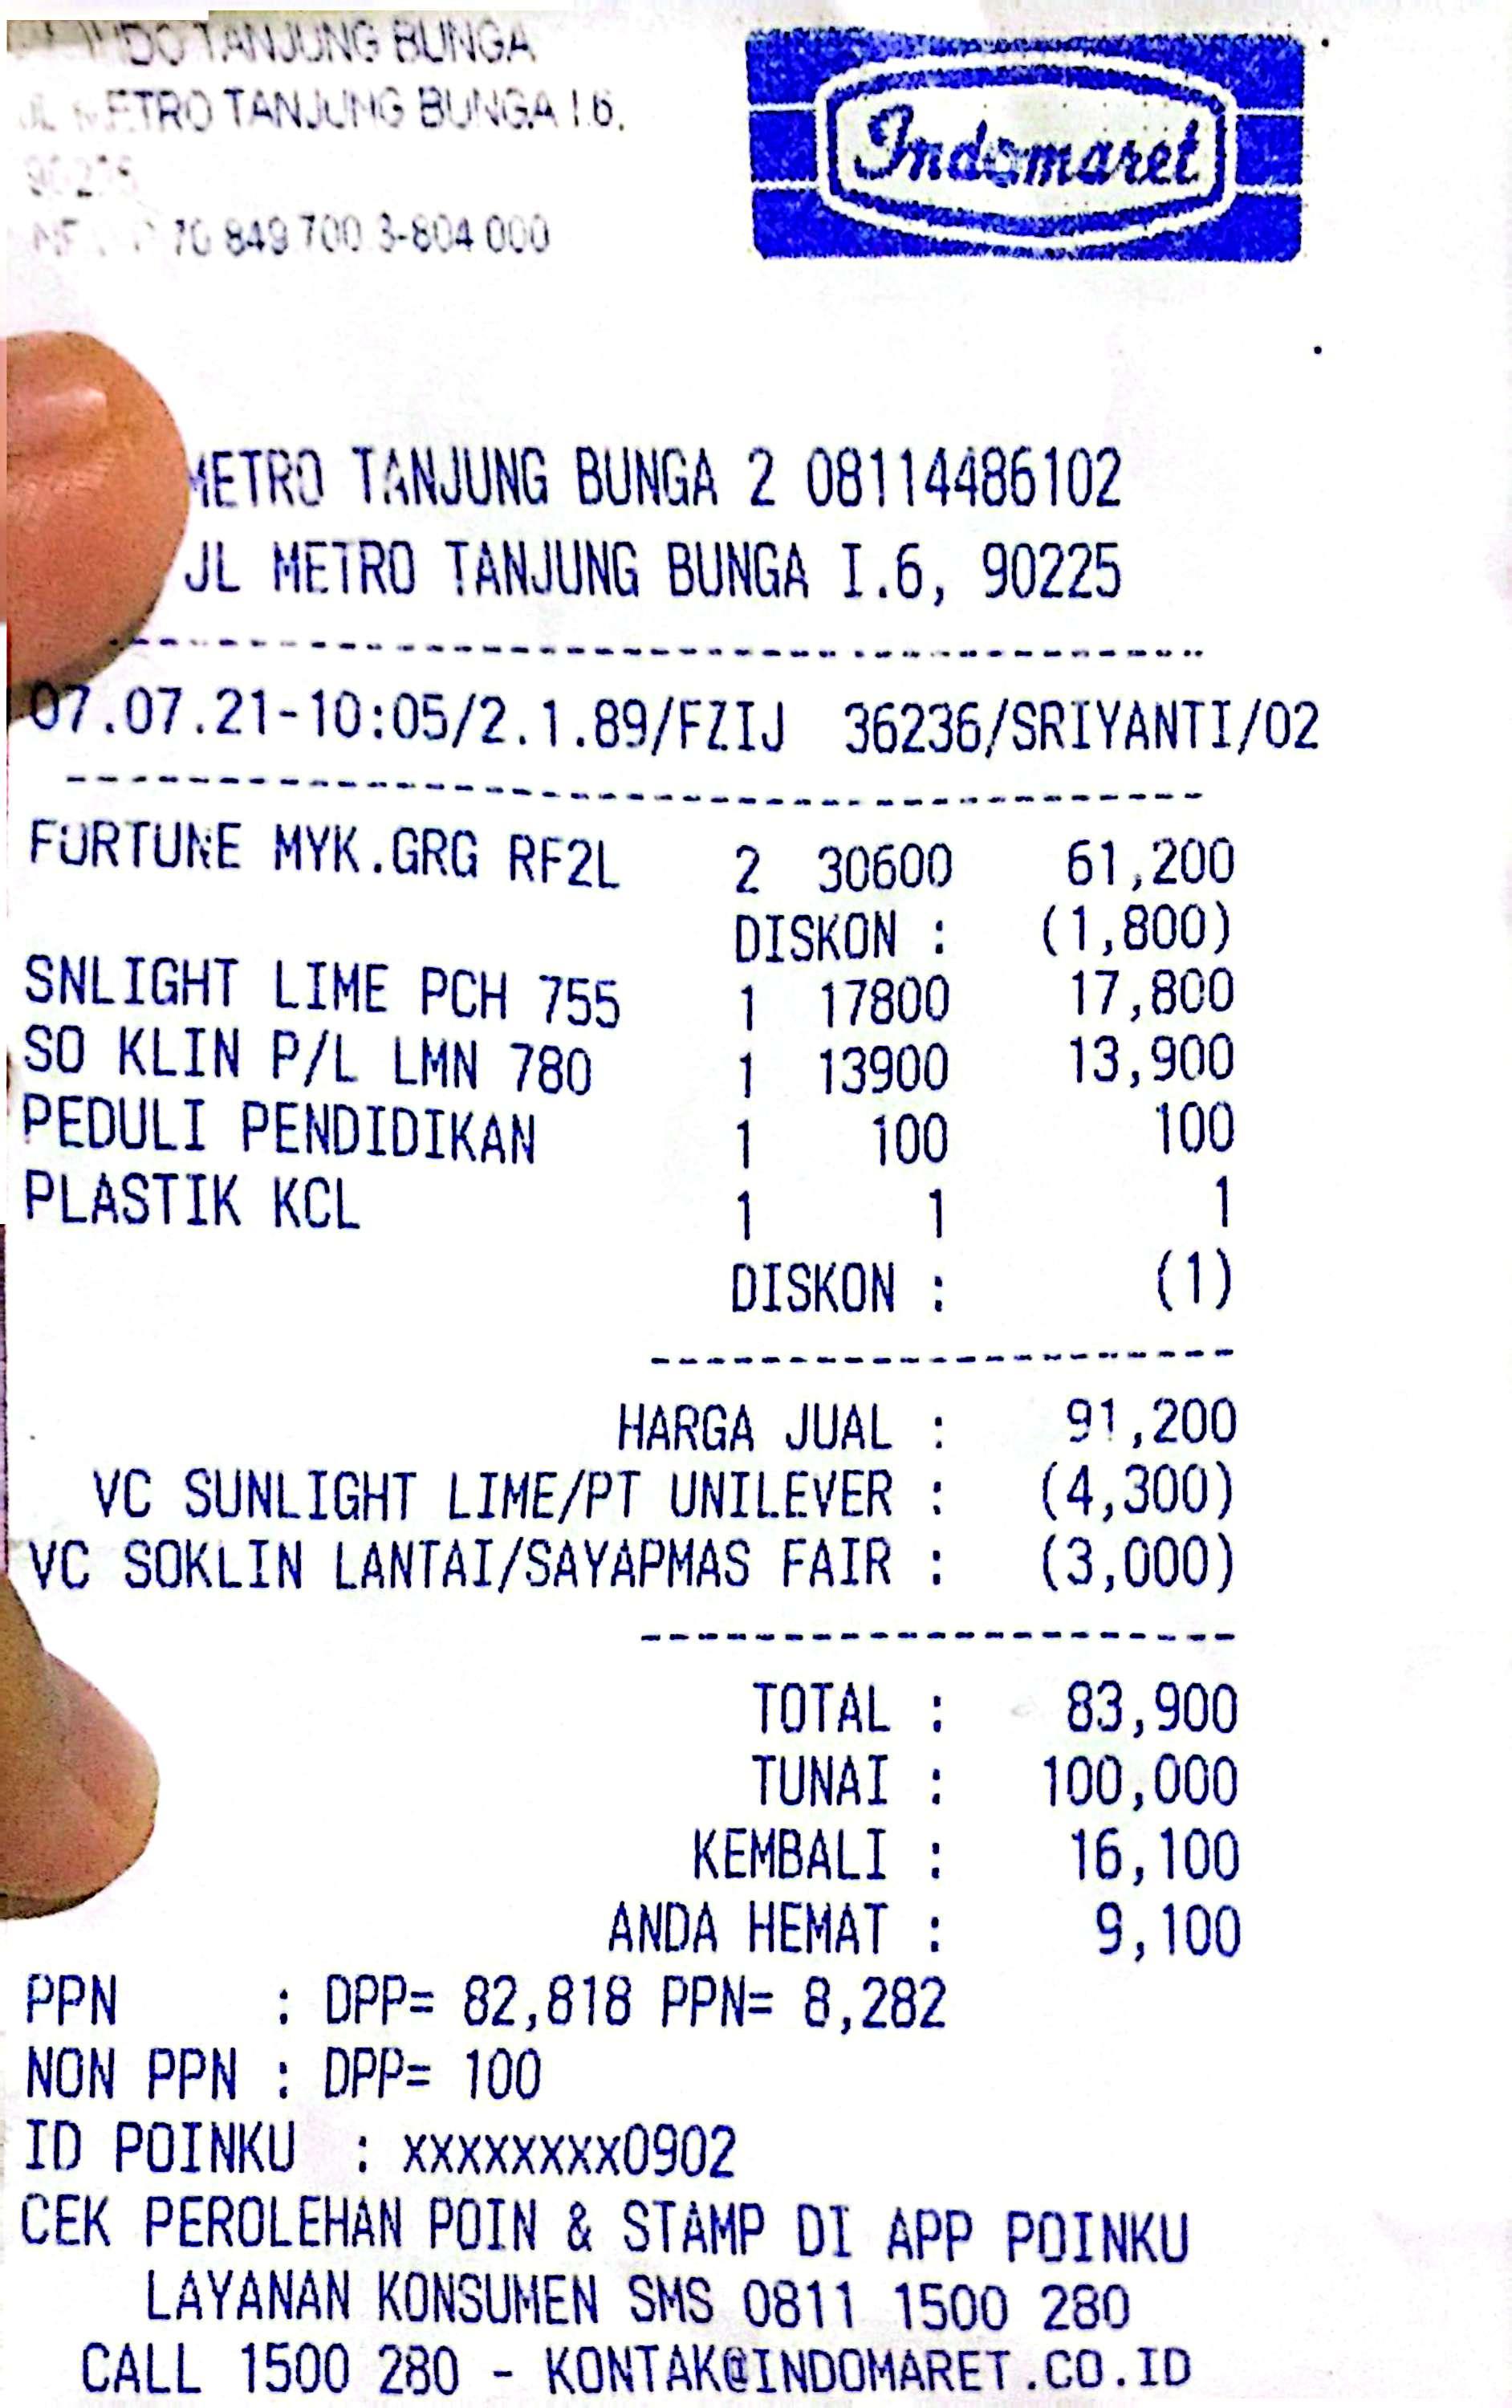 TANJUNG BUNGA
METRO TANJUNG BUNGA I.6,
70 849 700 3-804 000
Indomaret
METRO TANJUNG BUNGA 2 08114486102
JL METRO TANJUNG BUNGA I.6, 90225
07.07.21-10:05/2.1.89/FZIJ 36236/SRIYANTI/02
FORTUNE MYK.GRG RF2L 2 30600 61,200
DISKON : (1,800)
SNLIGHT LIME PCH 755 1 17800 17,800
SO KLIN P/L LMN 780 1 13900 13,900
PEDULI PENDIDIKAN 1 100 100
PLASTIK KCL 1 1 1
DISKON : (1)
HARGA JUAL : 91,200
VC SUNLIGHT LIME/PT UNILEVER : (4,300)
VC SOKLIN LANTAI/SAYAPMAS FAIR : (3,000)
TOTAL : 83,900
TUNAI : 100,000
KEMBALI : 16,100
ANDA HEMAT : 9,100
PPN : DPP= 82,818 PPN= 8,282
NON PPN : DPP= 100
ID POINKU : xxxxxxxx0902
CEK PEROLEHAN POIN & STAMP DI APP POINKU
LAYANAN KONSUMEN SMS 0811 1500 280
CALL 1500 280 - KONTAK@INDOMARET.CO.ID